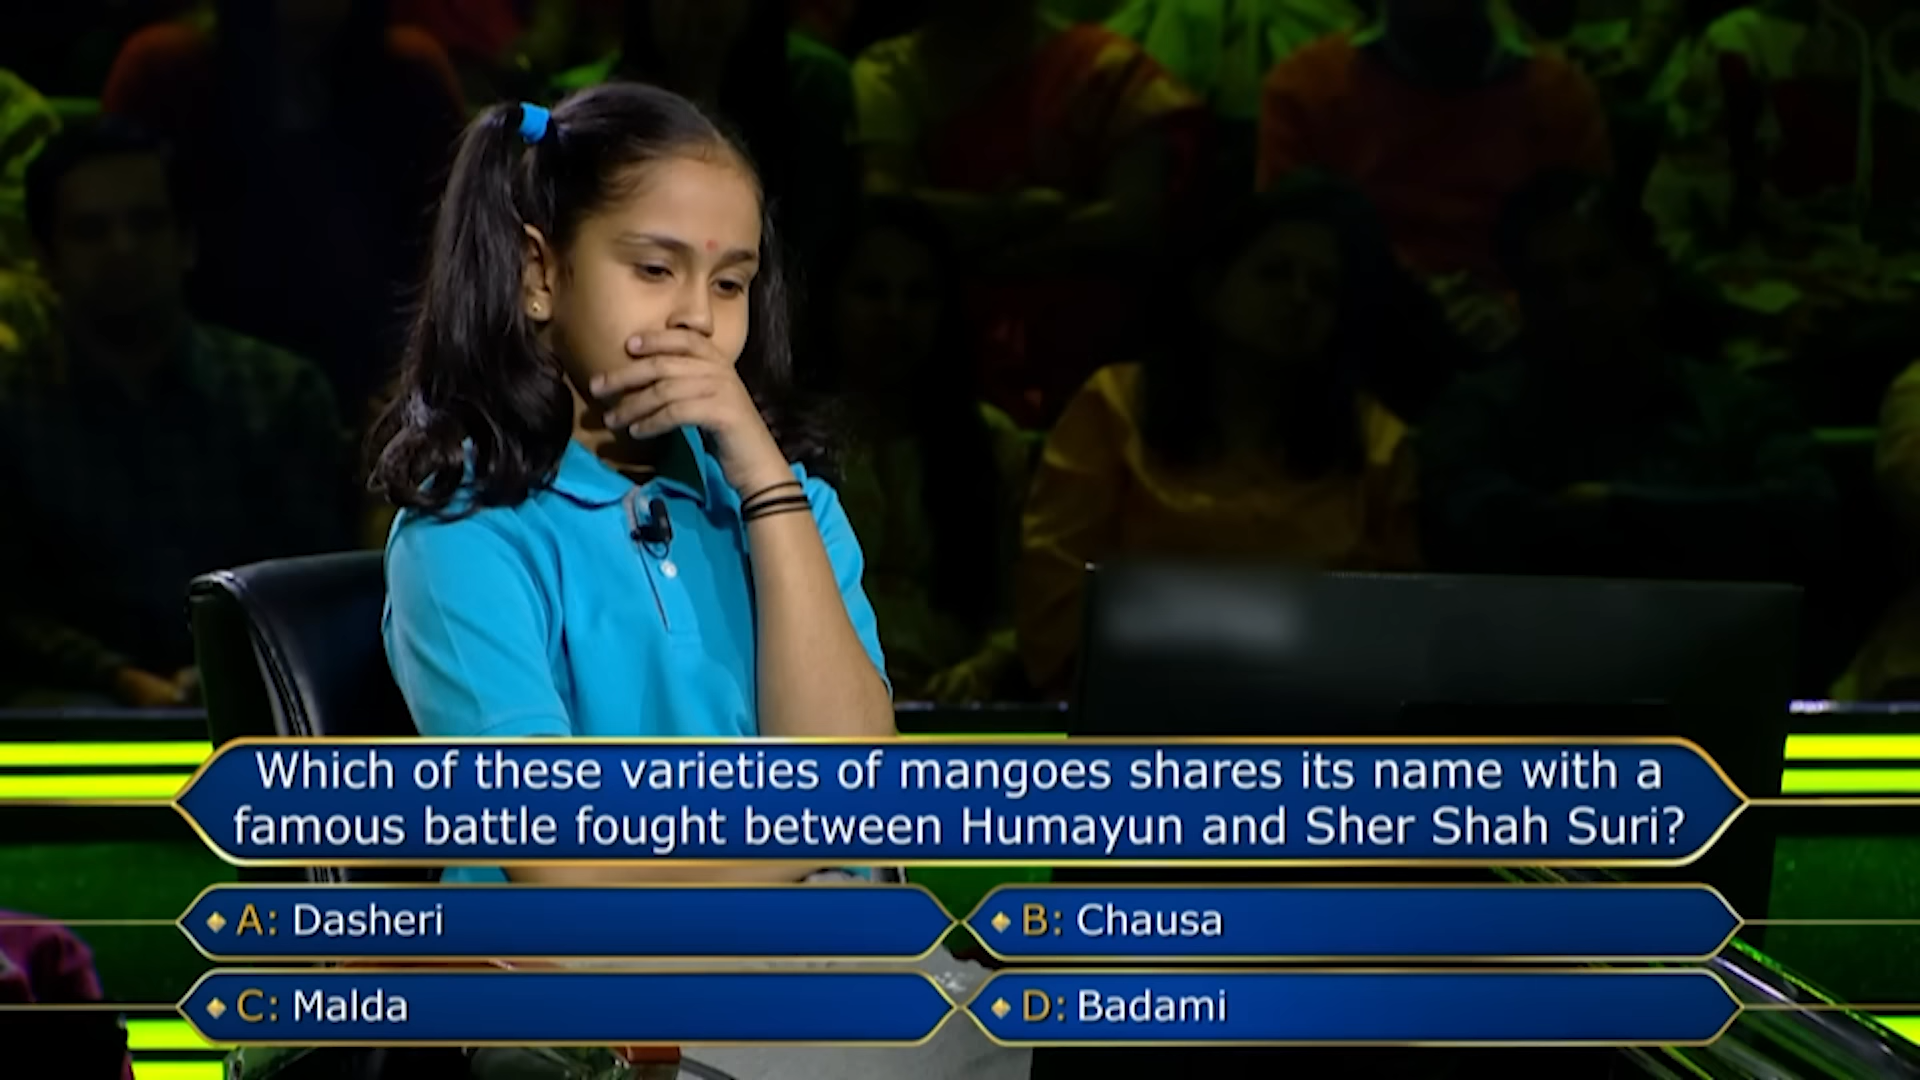 Which of these varieties of mangoes shares its name with a
famous battle fought between Humayun and Sher Shah Suri?
A: Dasheri
B: Chausa
C: Malda
D: Badami